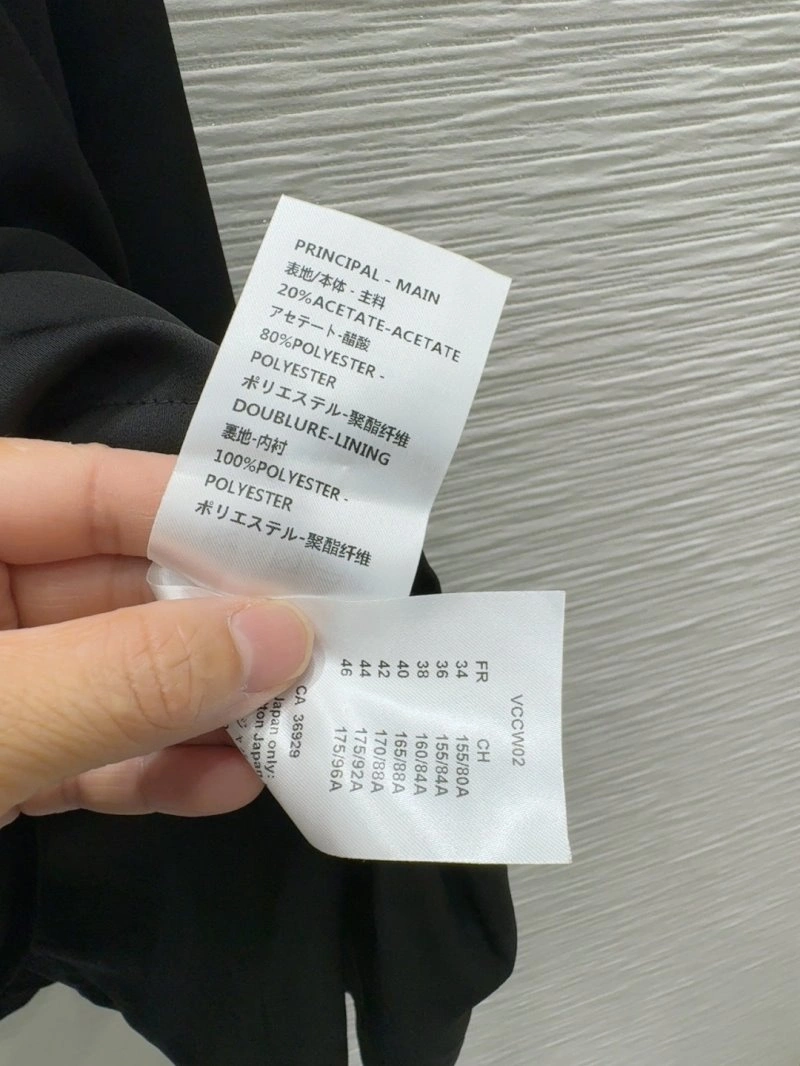 PRINCIPAL - MAIN
表地/本体 - 主料
20%ACETATE-ACETATE
アセテート-醋酸
80%POLYESTER -
POLYESTER
ポリエステル-聚酯纤维
DOUBLURE-LINING
裏地-内衬
100%POLYESTER -
POLYESTER
ポリエステル-聚酯纤维
VCCW02
FR CH
34 155/80A
36 155/84A
38 160/84A
40 165/88A
42 170/88A
44 175/92A
46 175/96A
CA 36929
Japan only:
Japan